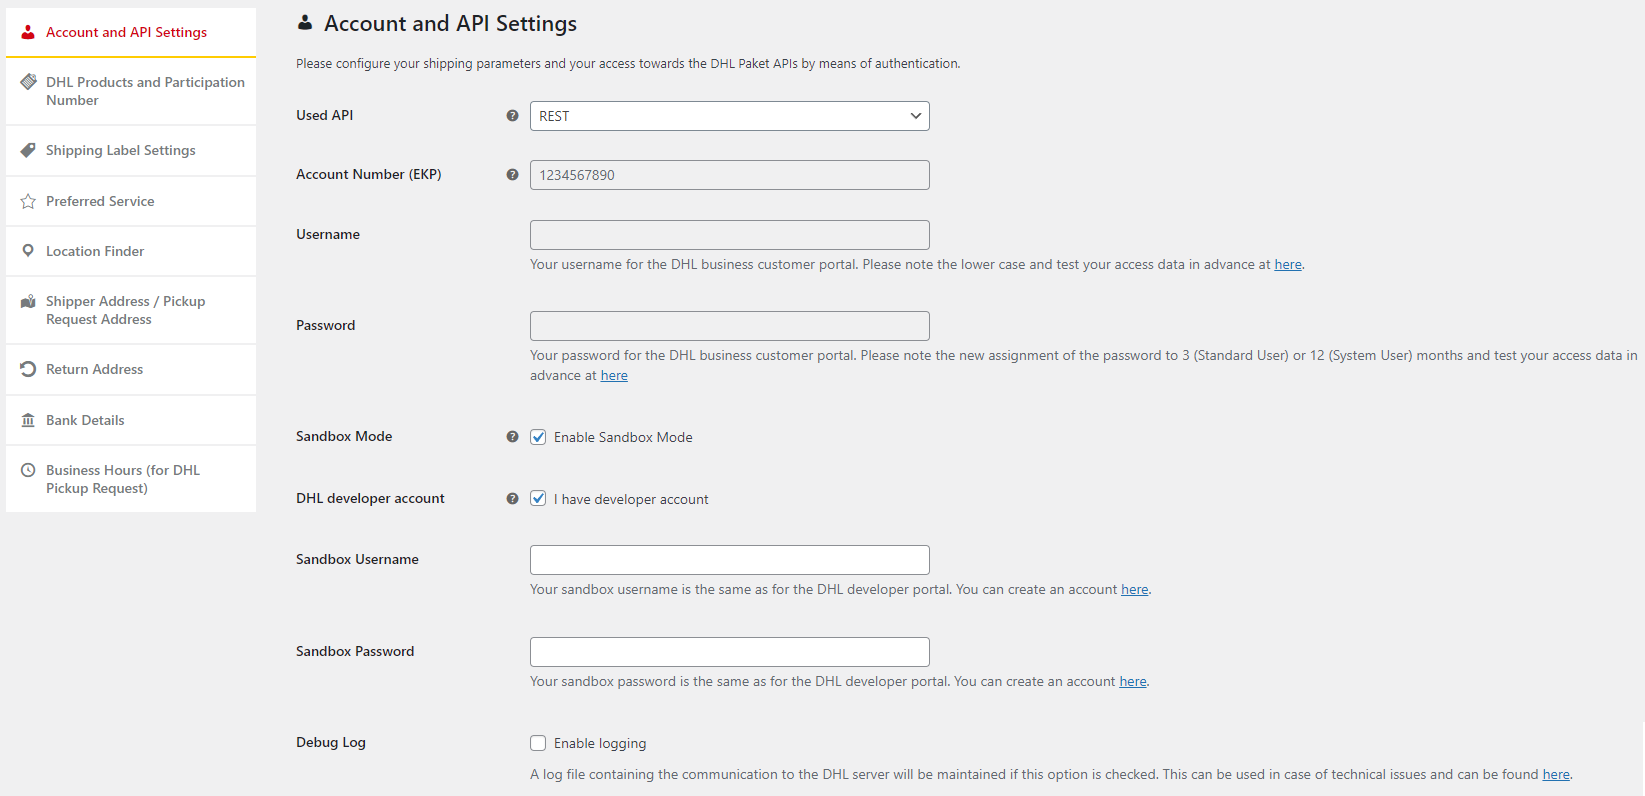 Account and API Settings
DHL Products and Participation
Number
Shipping Label Settings
Preferred Service
Location Finder
Shipper Address / Pickup
Request Address
Return Address
Bank Details
Business Hours (for DHL
Pickup Request)
Account and API Settings
Please configure your shipping parameters and your access towards the DHL Paket APIs by means of authentication.
Used API
REST
Account Number (EKP)
1234567890
Username
Your username for the DHL business customer portal. Please note the lower case and test your access data in advance at here.
Password
Your password for the DHL business customer portal. Please note the new assignment of the password to 3 (Standard User) or 12 (System User) months and test your access data in
advance at here
Sandbox Mode
Enable Sandbox Mode
DHL developer account
I have developer account
Sandbox Username
Your sandbox username is the same as for the DHL developer portal. You can create an account here.
Sandbox Password
Your sandbox password is the same as for the DHL developer portal. You can create an account here.
Debug Log
Enable logging
A log file containing the communication to the DHL server will be maintained if this option is checked. This can be used in case of technical issues and can be found here.